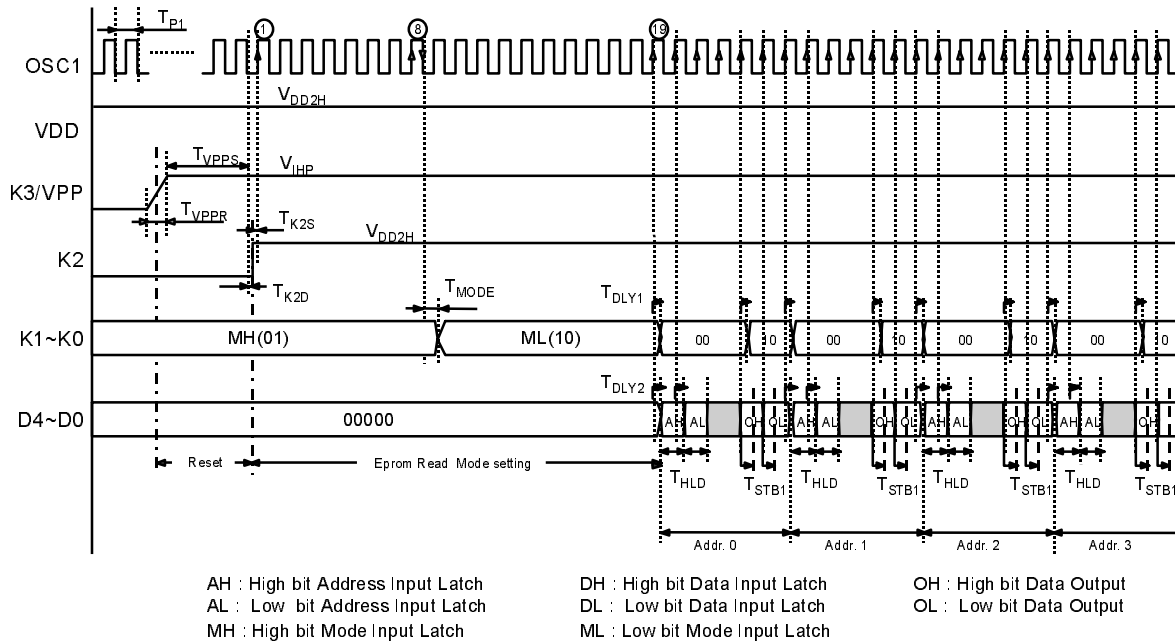 TP1
1
8
19
OSC1
VDD2H
VDD
TVPPS
VIHP
K3/VPP
TVPPR
TK2S
VDD2H
K2
TK2D
TMODE
TDLY1
K1~K0
MH(01)
ML(10)
00
10
00
10
00
10
00
10
TDLY2
D4~D0
00000
AH
AL
OH
OL
AH
AL
OH
OL
AH
AL
OH
OL
AH
AL
OH
Reset
Eprom Read Mode setting
THLD
TSTB1
THLD
TSTB1
THLD
TSTB1
THLD
TSTB1
Addr. 0
Addr. 1
Addr. 2
Addr. 3
AH : High bit Address Input Latch
DH : High bit Data Input Latch
OH : High bit Data Output
AL : Low bit Address Input Latch
DL : Low bit Data Input Latch
OL : Low bit Data Output
MH : High bit Mode Input Latch
ML : Low bit Mode Input Latch